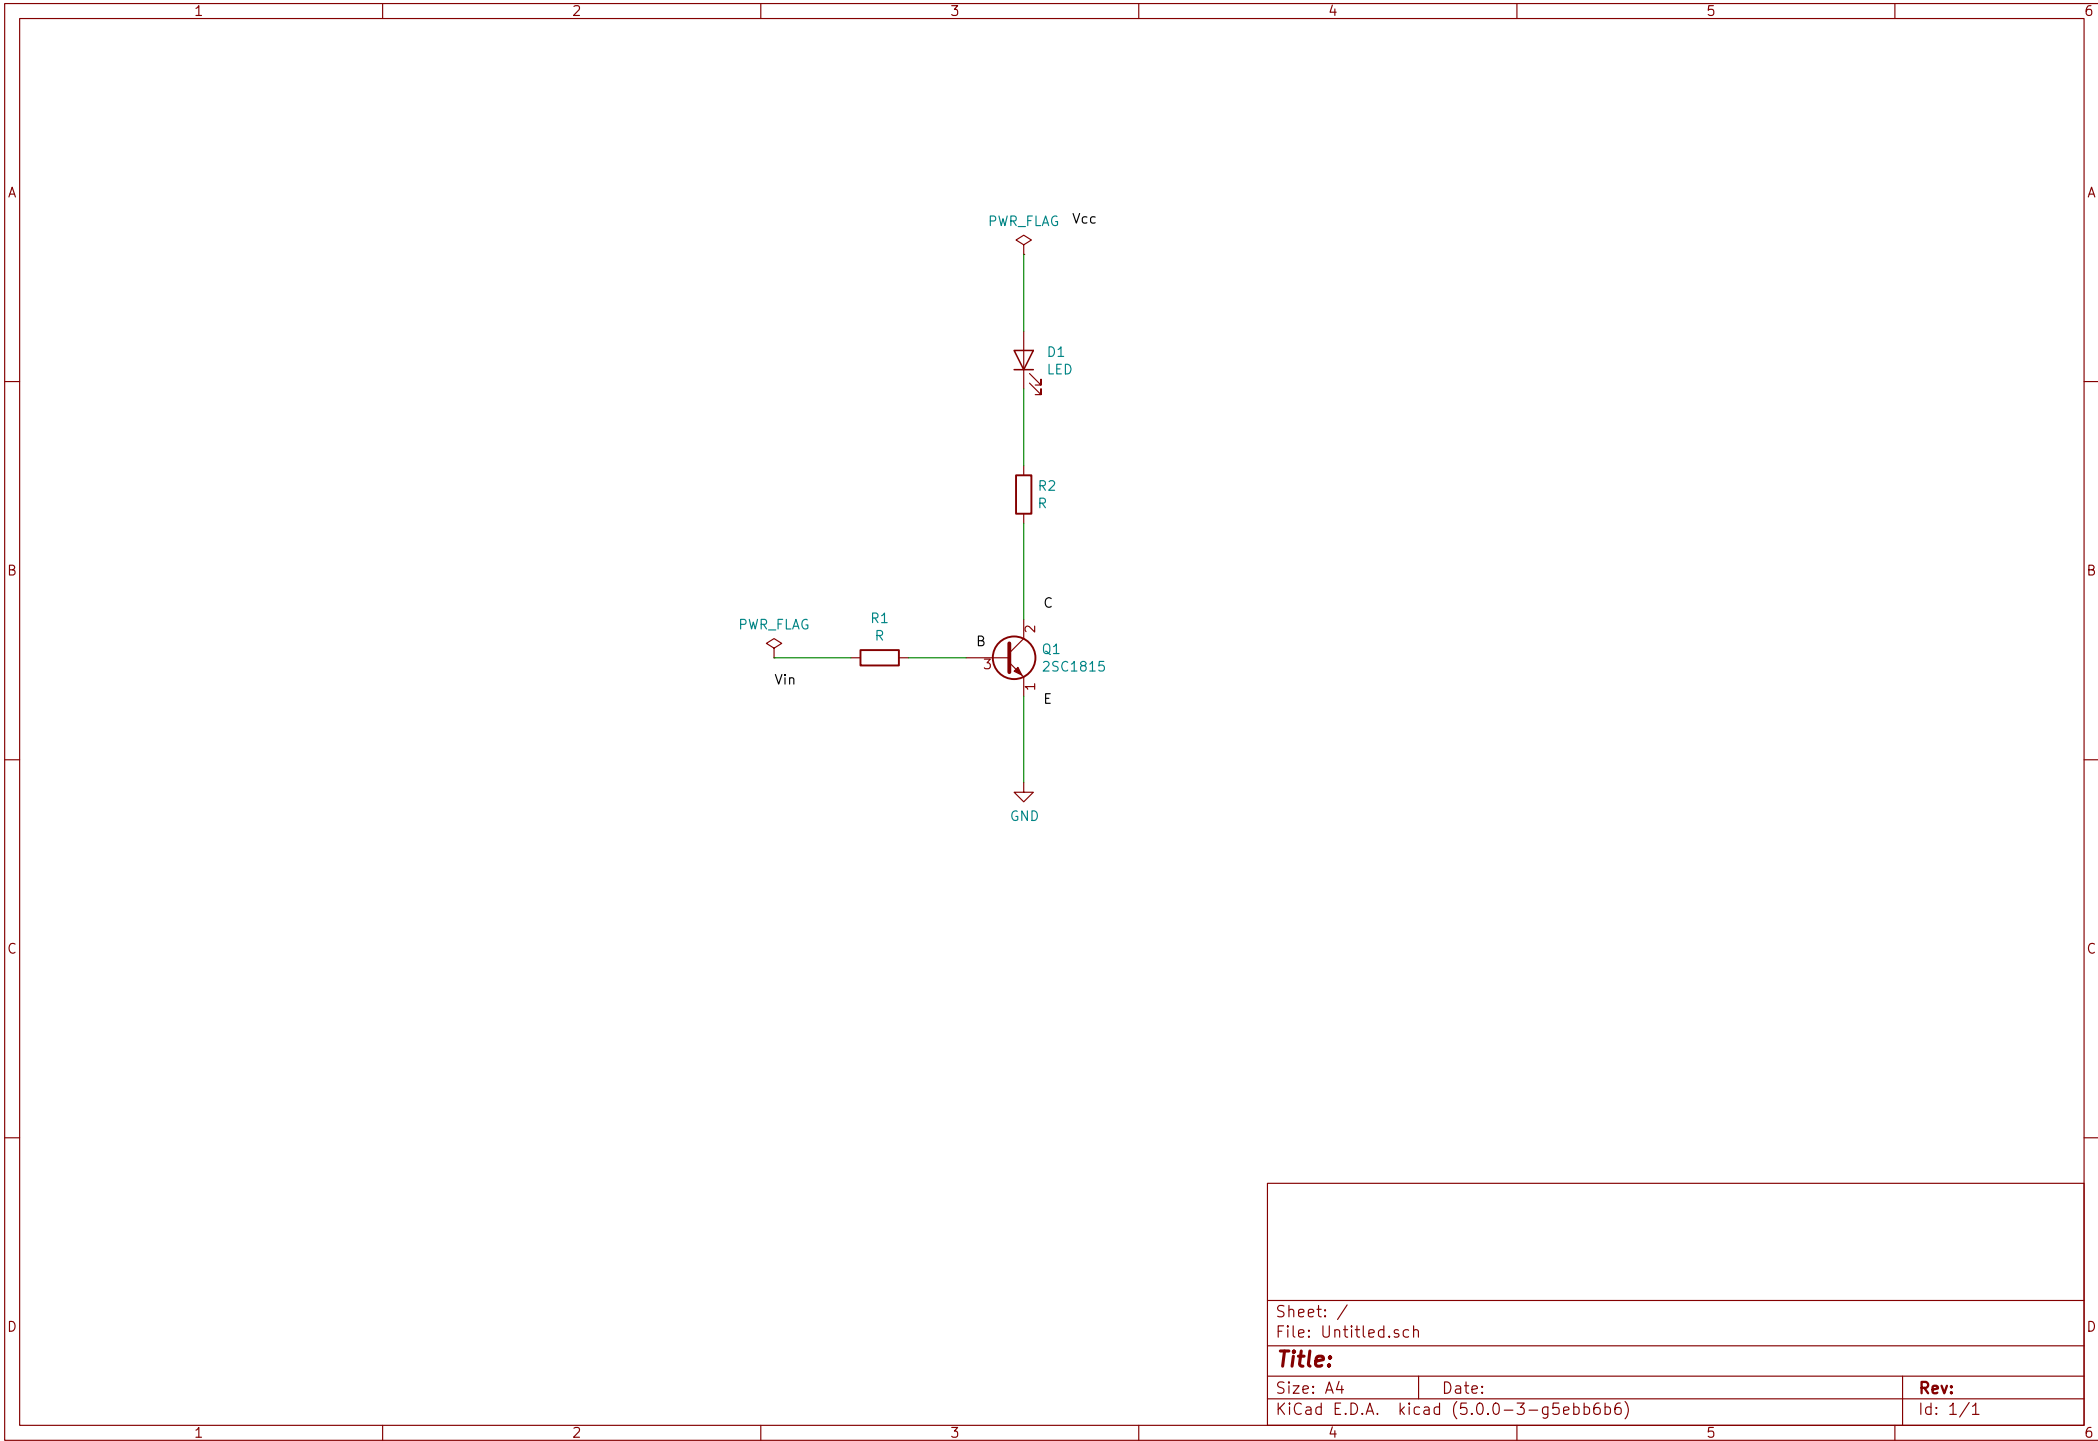 1 2 3 4 5 6
A A
PWR_FLAG Vcc
D1
LED
R2
R
B B
C
2
R1
R
PWR_FLAG
B
Q1
3
2SC1815
Vin
1
E
GND
C C
Sheet: /
File: Untitled.sch
D D
Title:
Size: A4 Date: Rev:
KiCad E.D.A. kicad (5.0.0-3-g5ebb6b6) Id: 1/1
1 2 3 4 5 6